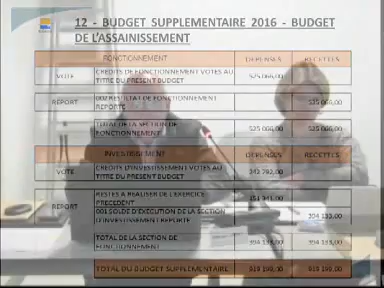 12 - BUDGET SUPPLEMENTAIRE 2016 - BUDGET
DE L'ASSAINISSEMENT
FONCTIONNEMENT DEPENSES RECETTES
VOTE CREDITS DE FONCTIONNEMENT VOTES AU
TITRE DU PRESENT BUDGET 525 066,00
REPORT 002 RESULTAT DE FONCTIONNEMENT
REPORTE 525 066,00
TOTAL DE LA SECTION DE
FONCTIONNEMENT 525 066,00 525 066,00
INVESTISSEMENT DEPENSES RECETTES
VOTE CREDITS D'INVESTISSEMENT VOTES AU
TITRE DU PRESENT BUDGET
REPORT RESTES A REALISER DE L'EXERCICE
PRECEDENT
001 SOLDE D'EXECUTION DE LA SECTION
D'INVESTISSEMENT REPORTE 394 133,00
TOTAL DE LA SECTION DE
FONCTIONNEMENT 394 133,00 394 133,00
TOTAL DU BUDGET SUPPLEMENTAIRE 919 199,00 919 199,00